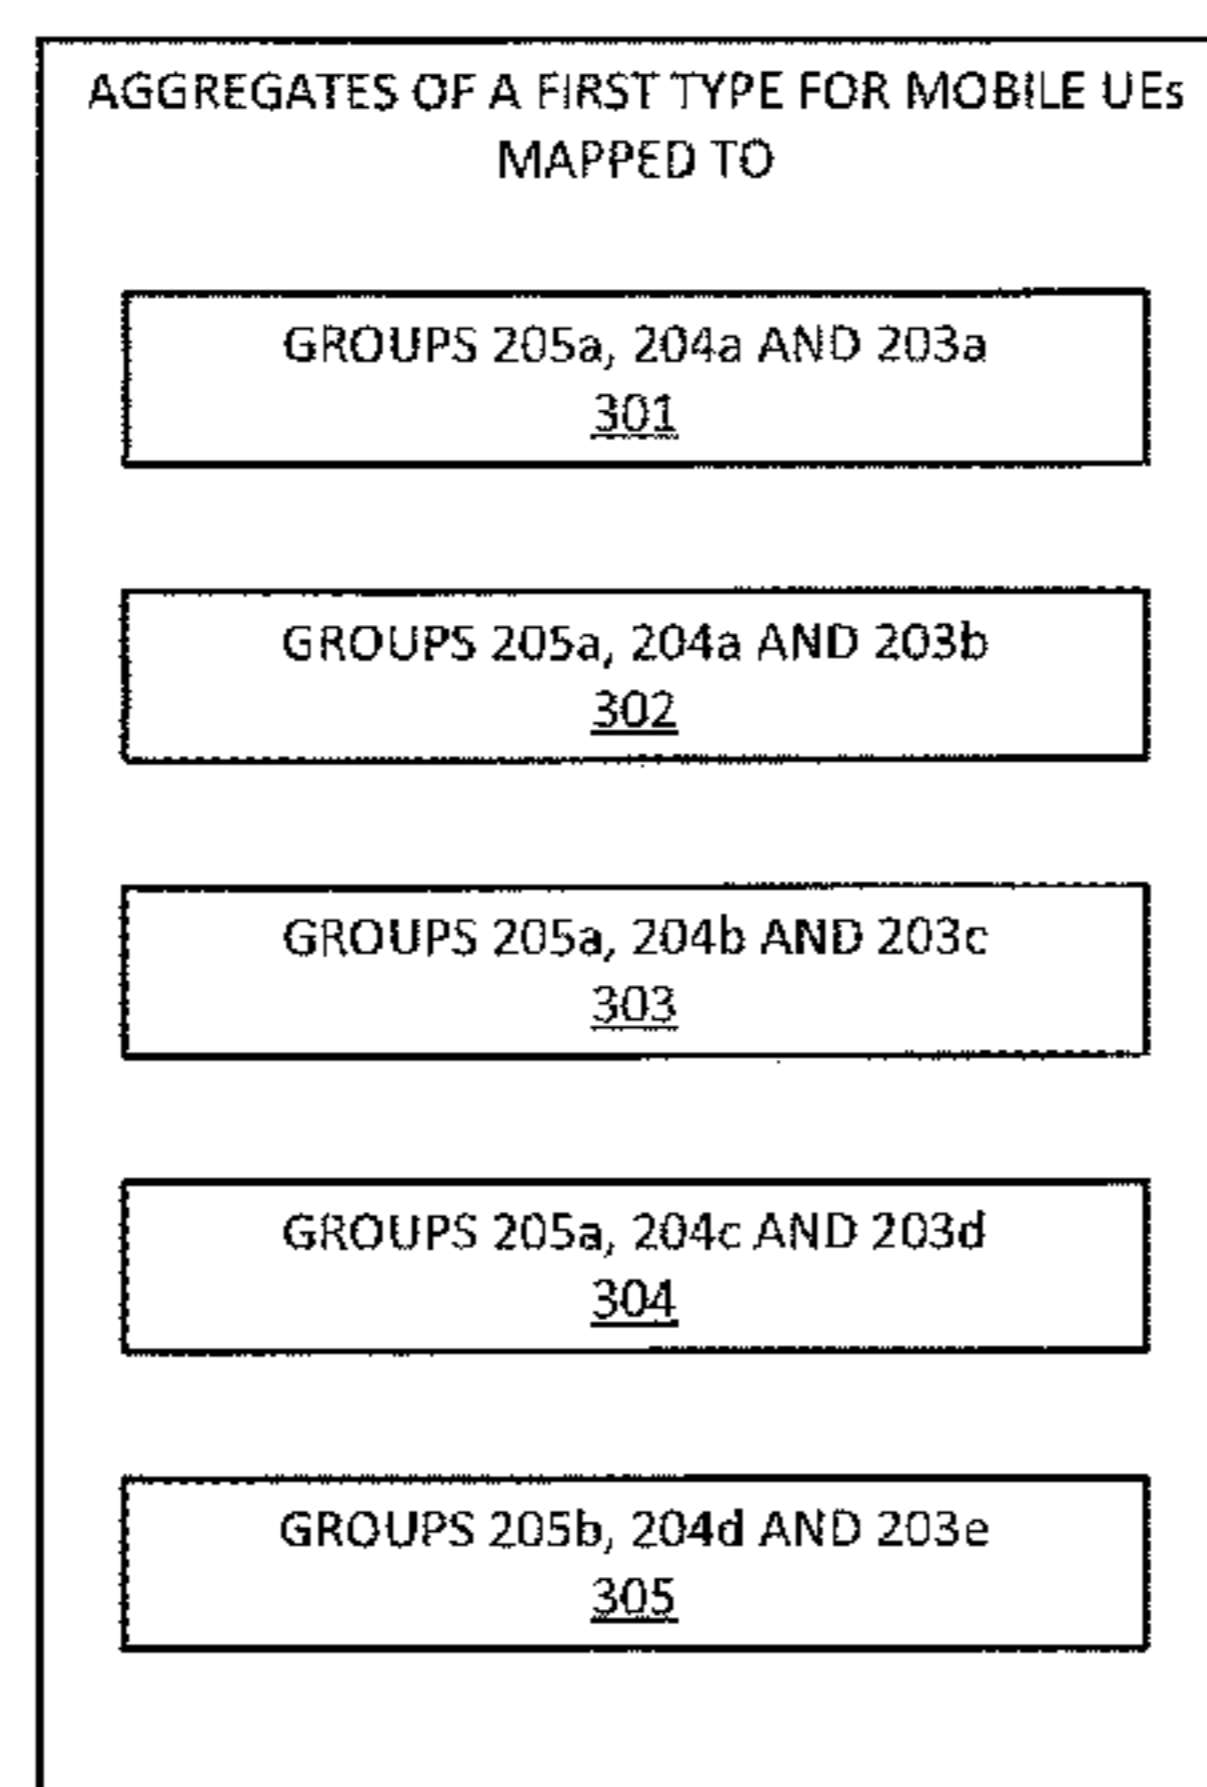 AGGREGATES OF A FIRST TYPE FOR MOBILE UEs
MAPPED TO
GROUPS 205a, 204a AND 203a
301
GROUPS 205a, 204a AND 203b
302
GROUPS 205a, 204b AND 203c
303
GROUPS 205a, 204c AND 203d
304
GROUPS 205b, 204d AND 203e
305